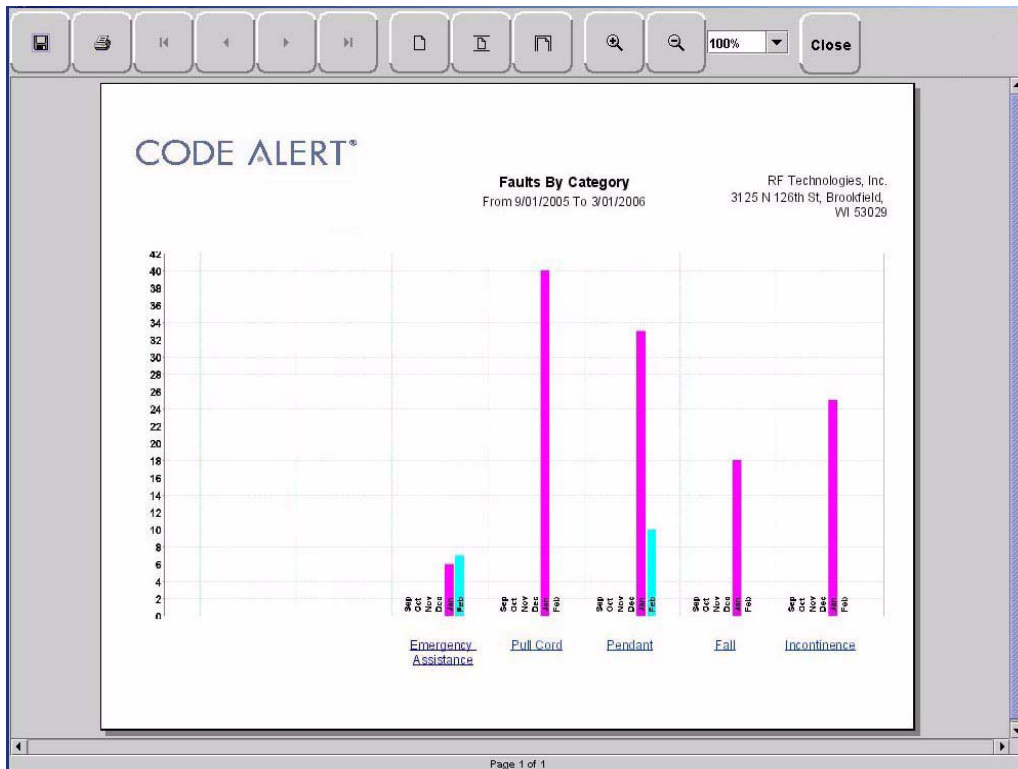 100%
Close
CODE ALERT®
Faults By Category
From 9/01/2005 To 3/01/2006
RF Technologies, Inc.
3125 N 126th St, Brookfield,
WI 53029
42
40
38
36
34
32
30
28
26
24
22
20
18
16
14
12
10
8
6
4
2
0
Sep Oct Nov Dec Jan Feb
Sep Oct Nov Dec Jan Feb
Sep Oct Nov Dec Jan Feb
Sep Oct Nov Dec Jan Feb
Sep Oct Nov Dec Jan Feb
Emergency Assistance
Pull Cord
Pendant
Fall
Incontinence
Page 1 of 1